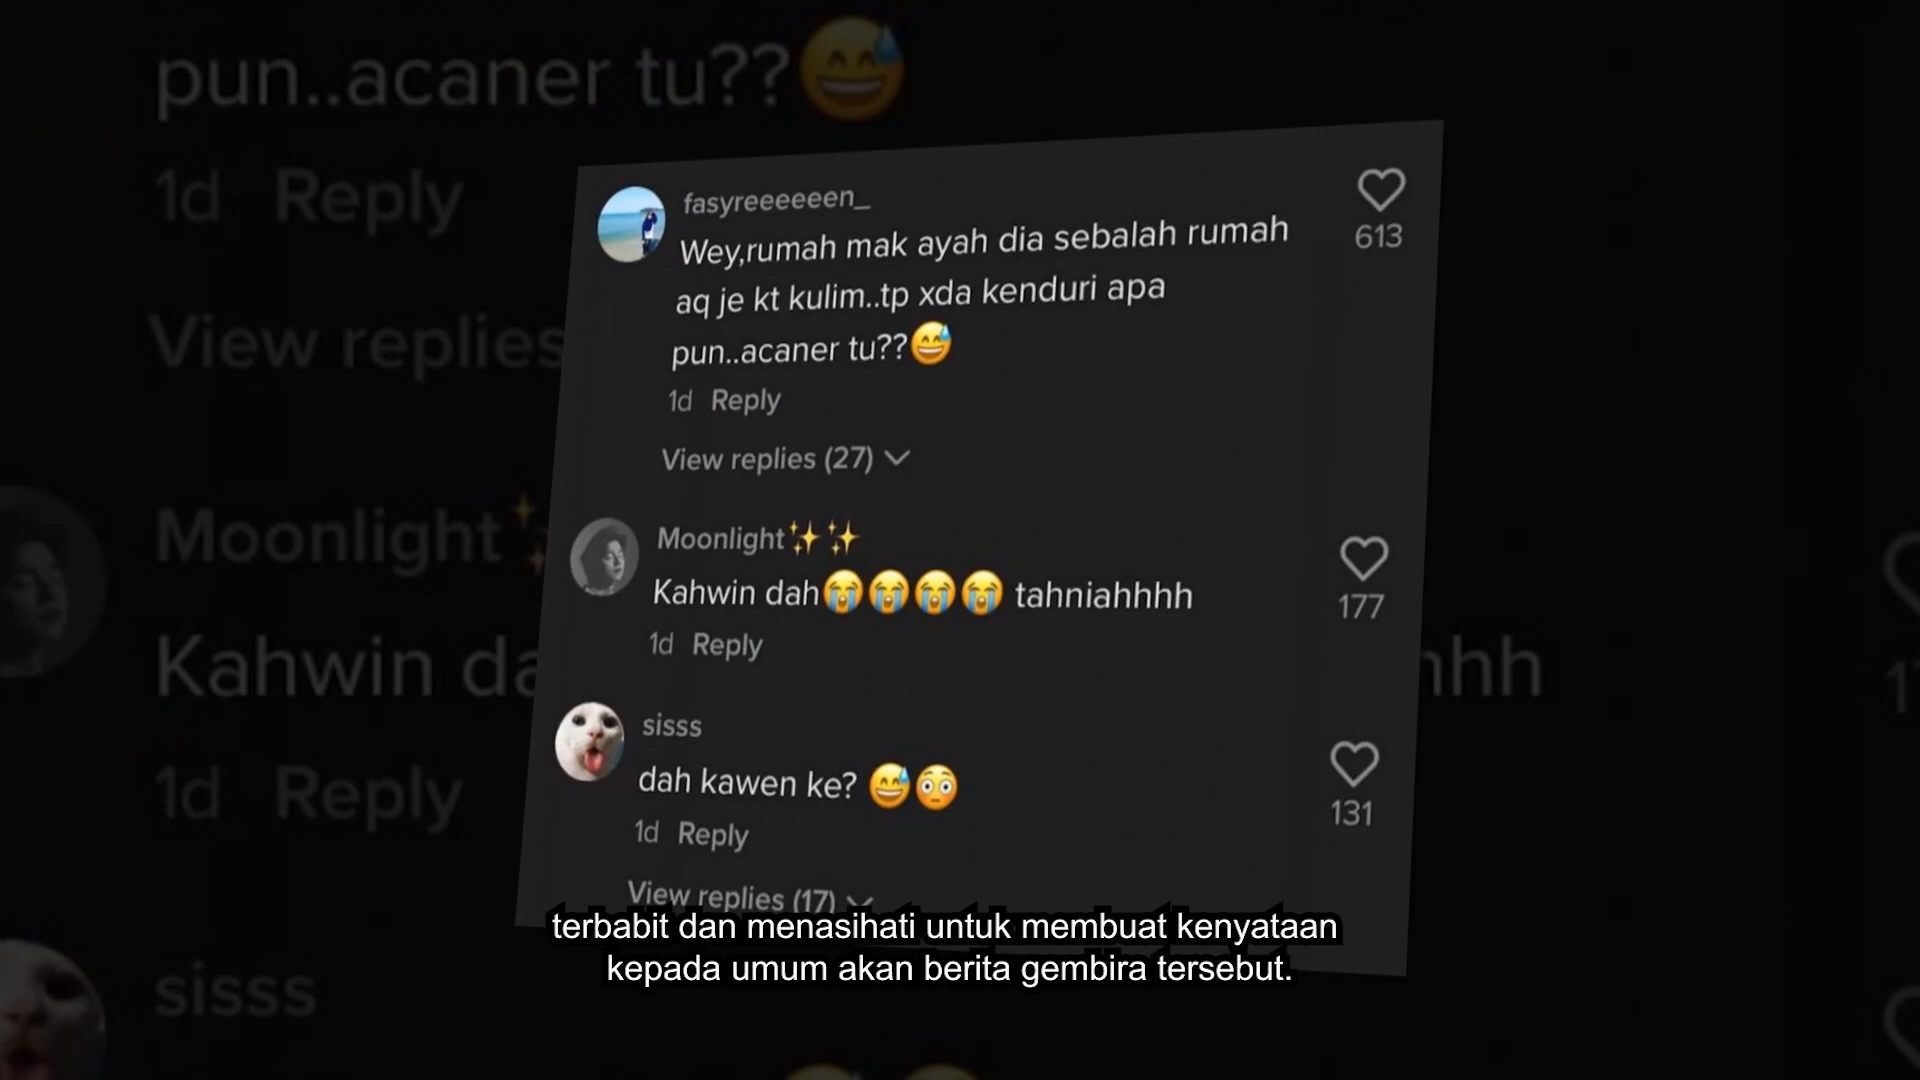 pun..acaner tu??😅
1d Reply
View replies
Moonlight✨
Kahwin da
hhh
1d Reply
sisss
fasyreeeeeen_
Wey,rumah mak ayah dia sebalah rumah
aq je kt kulim..tp xda kenduri apa
pun..acaner tu??😅
613
1d Reply
View replies (27)
Moonlight✨✨
Kahwin dah😭😭😭😭 tahniahhhh
177
1d Reply
sisss
dah kawen ke? 😅😳
131
1d Reply
View replies (17)
terbabit dan menasihati untuk membuat kenyataan
kepada umum akan berita gembira tersebut.